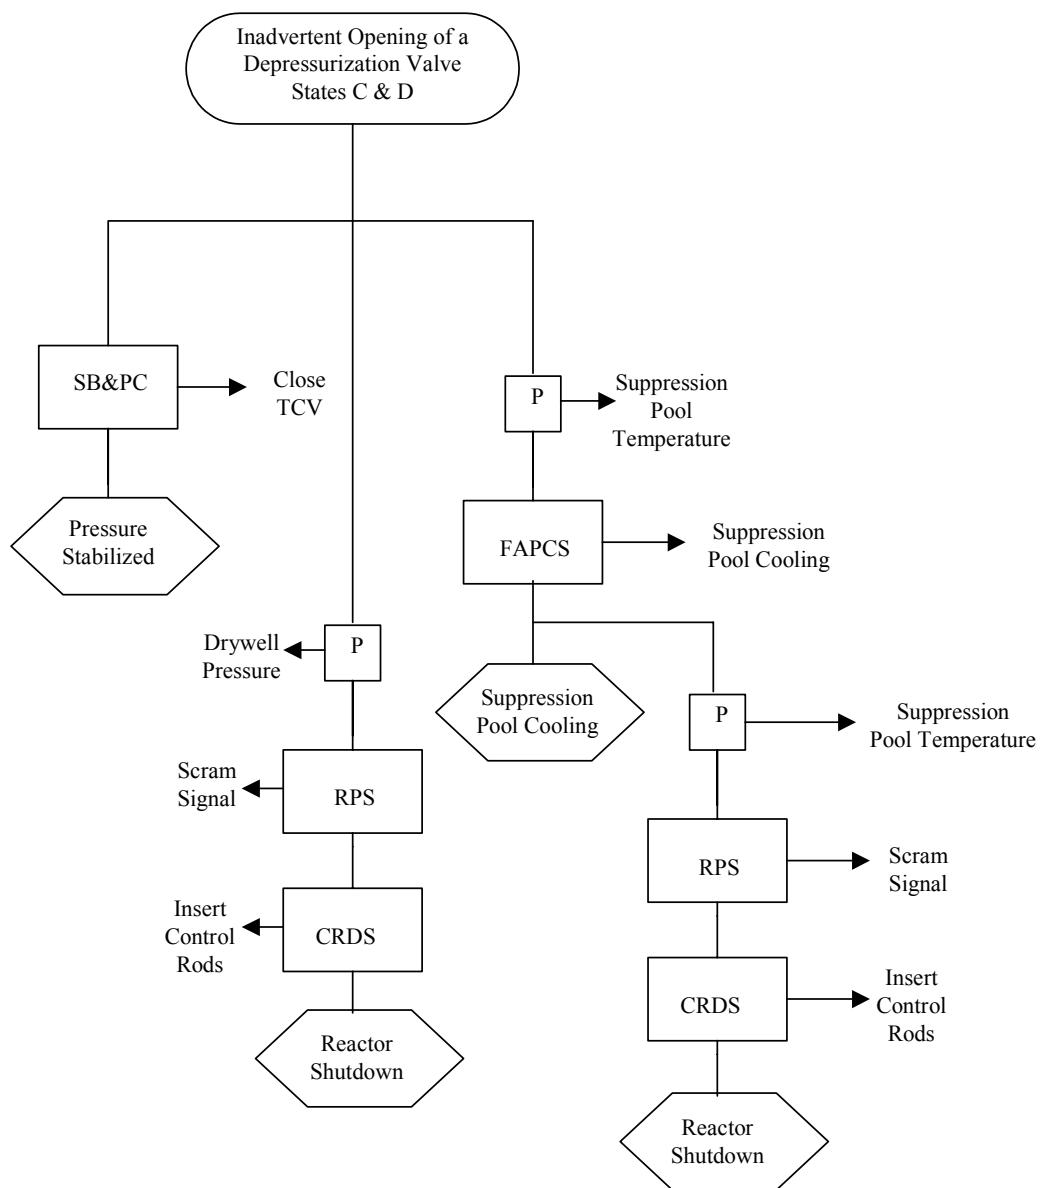 Inadvertent Opening of a
Depressurization Valve
States C & D
SB&PC
Close
TCV
Pressure
Stabilized
P
Suppression
Pool
Temperature
FAPCS
Suppression
Pool Cooling
Drywell
Pressure
P
Suppression
Pool Cooling
P
Suppression
Pool Temperature
Scram
Signal
RPS
RPS
Scram
Signal
Insert
Control
Rods
CRDS
CRDS
Insert
Control
Rods
Reactor
Shutdown
Reactor
Shutdown